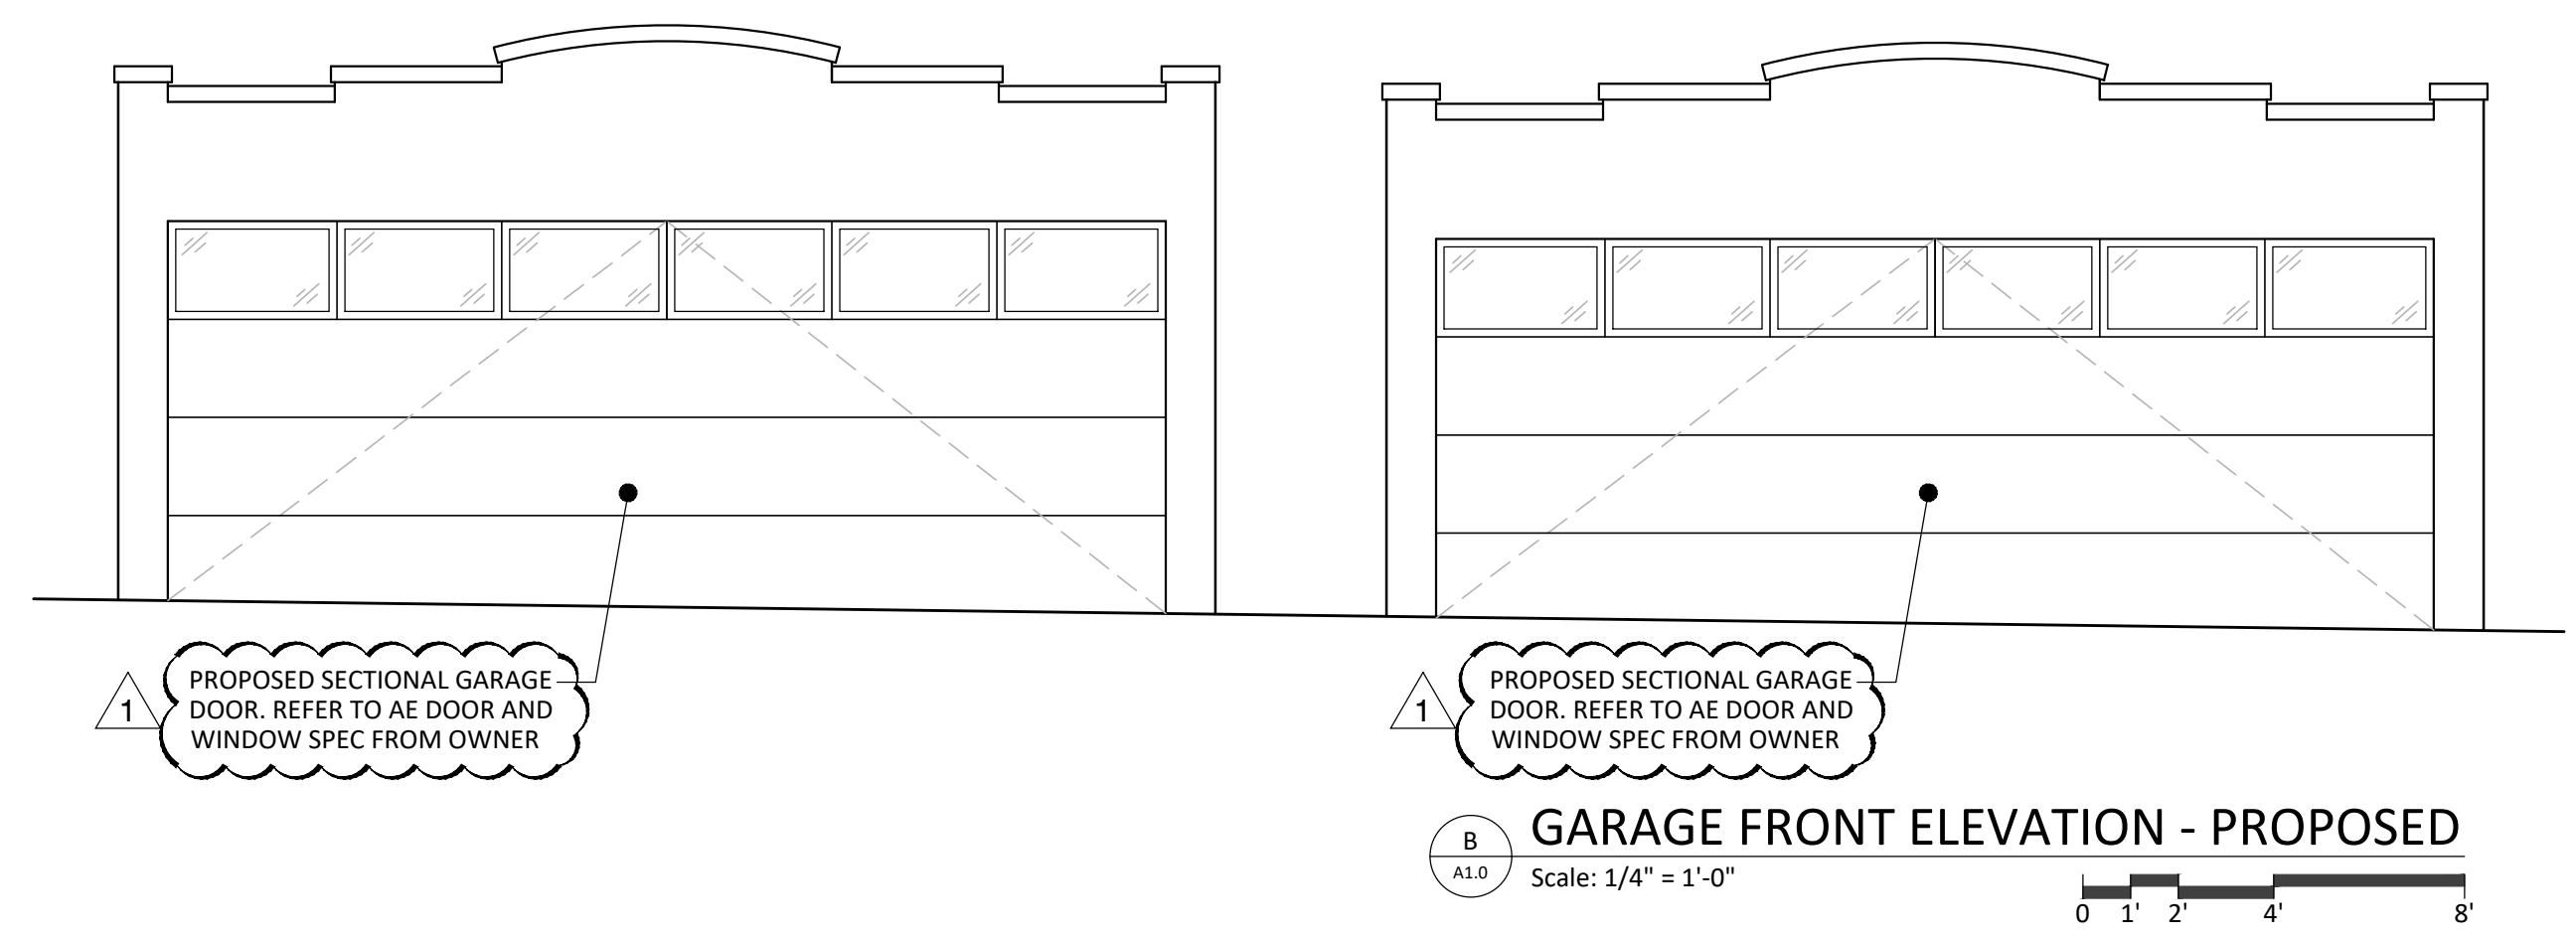 1
PROPOSED SECTIONAL GARAGE
DOOR. REFER TO AE DOOR AND
WINDOW SPEC FROM OWNER
1
PROPOSED SECTIONAL GARAGE
DOOR. REFER TO AE DOOR AND
WINDOW SPEC FROM OWNER
B
A1.0
GARAGE FRONT ELEVATION - PROPOSED
Scale: 1/4" = 1'-0"
0 1' 2' 4' 8'